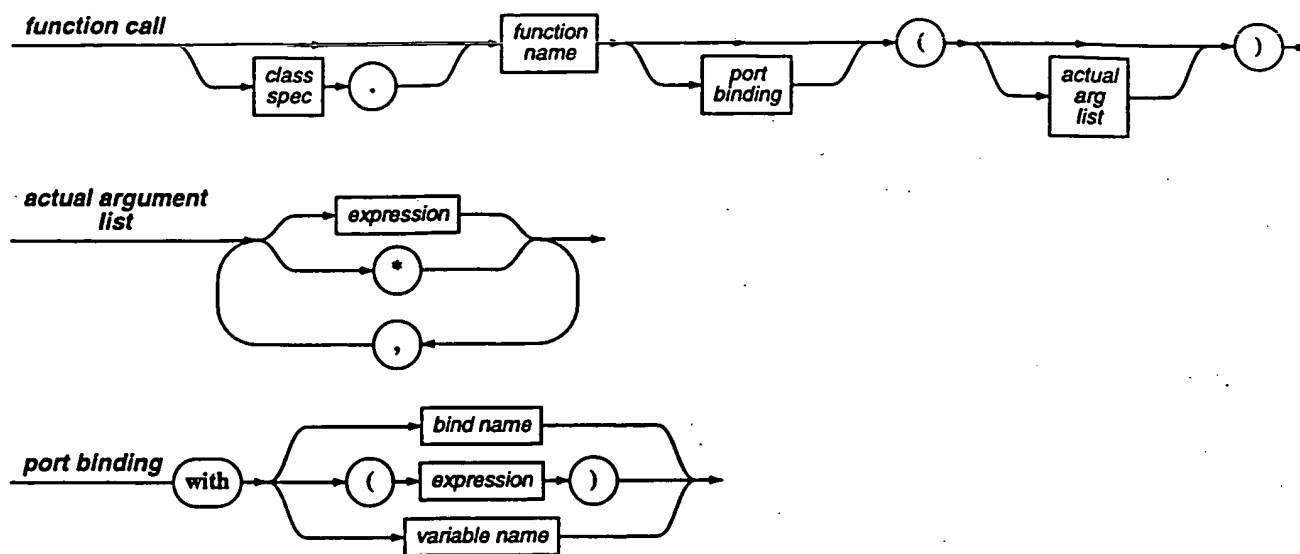 function call
function
name
class
spec
.
port
binding
(
actual
arg
list
)
actual argument
list
expression
*
,
port binding
with
bind name
(
expression
)
variable name